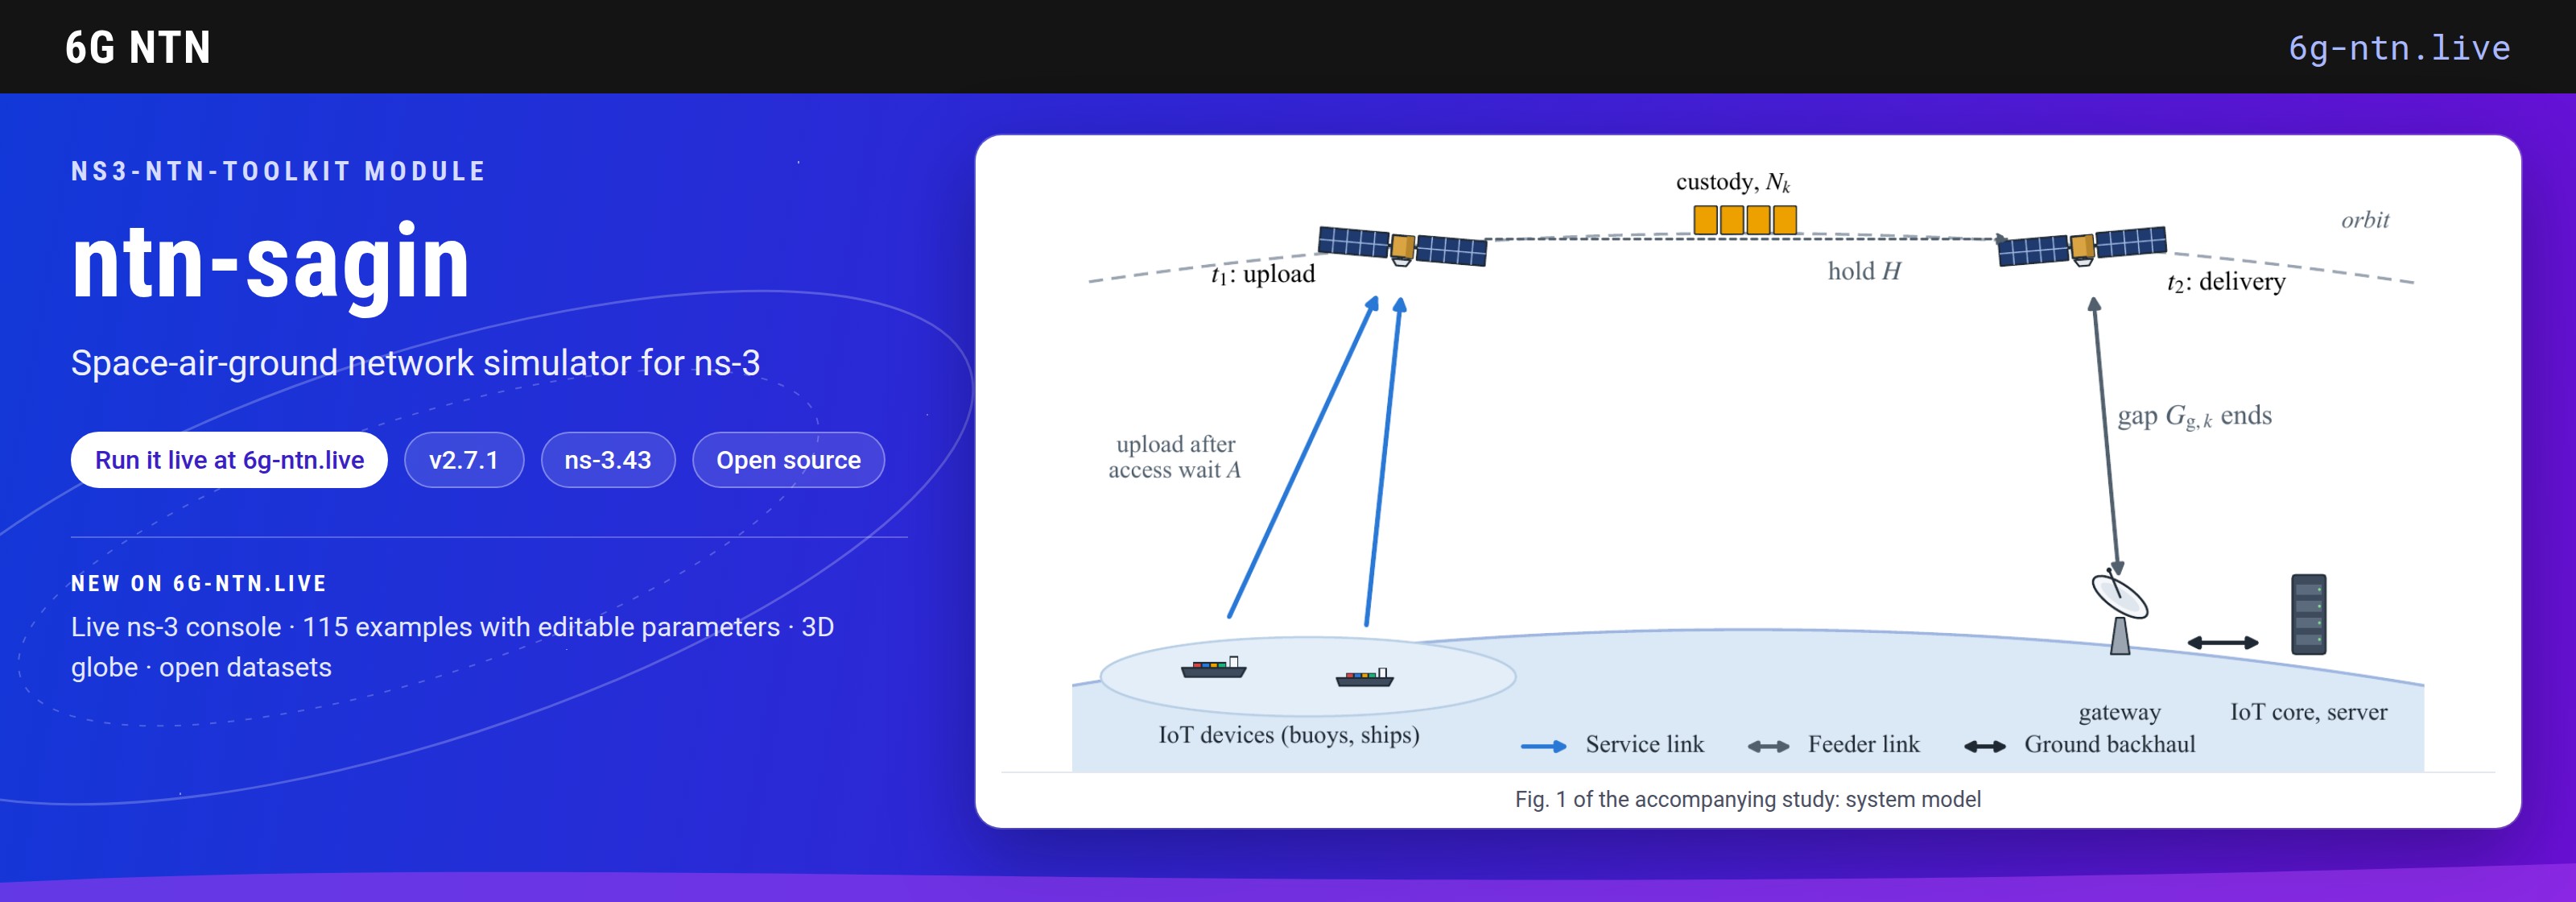 6G NTN
6g-ntn.live
NS3-NTN-TOOLKIT MODULE
ntn-sagin
Space-air-ground network simulator for ns-3
Run it live at 6g-ntn.live
v2.7.1
ns-3.43
Open source
NEW ON 6G-NTN.LIVE
Live ns-3 console · 115 examples with editable parameters · 3D
globe · open datasets
custody, Nk
orbit
t1: upload
hold H
t2: delivery
gap Gg,k ends
upload after
access wait A
gateway
IoT core, server
IoT devices (buoys, ships)
Service link
Feeder link
Ground backhaul
Fig. 1 of the accompanying study: system model